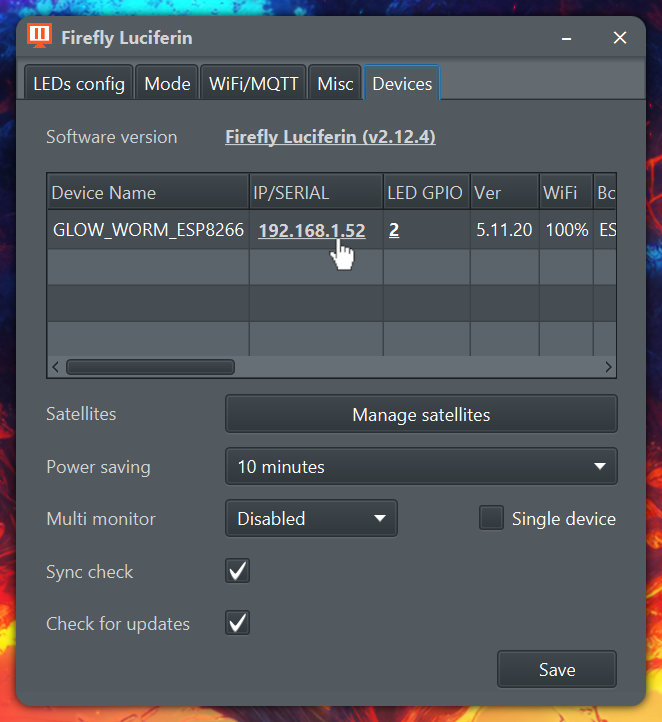 Firefly Luciferin
LEDs config Mode WiFi/MQTT Misc Devices
Software version Firefly Luciferin (v2.12.4)
Device Name IP/SERIAL LED GPIO Ver WiFi Bo
GLOW_WORM_ESP8266 192.168.1.52 2 5.11.20 100% ES
Satellites Manage satellites
Power saving 10 minutes
Multi monitor Disabled Single device
Sync check
Check for updates
Save